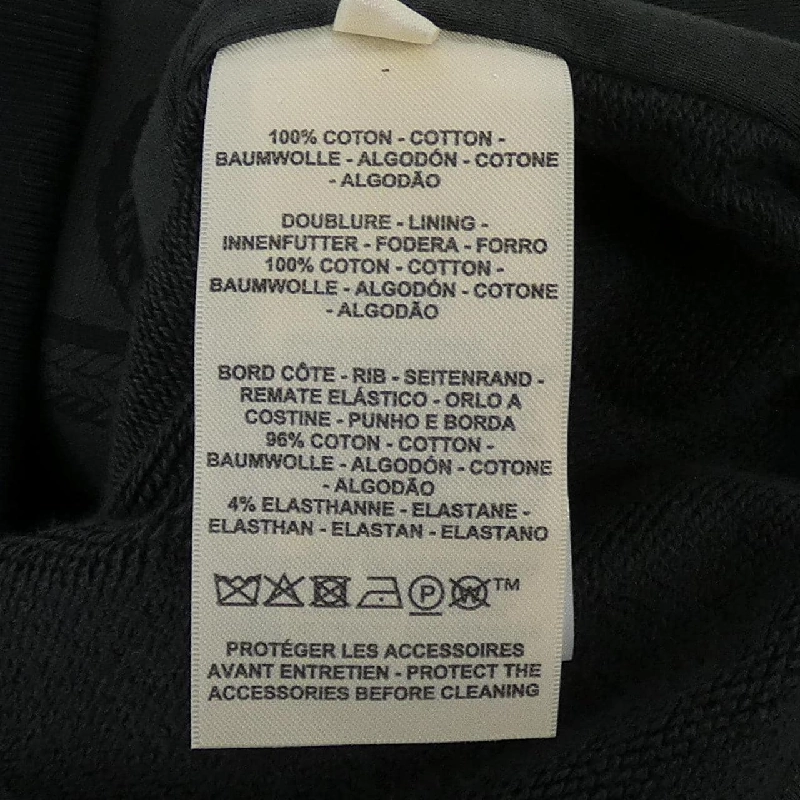 100% COTON - COTTON -
BAUMWOLLE - ALGODÓN - COTONE
- ALGODÃO
DOUBLURE - LINING -
INNENFUTTER - FODERA - FORRO
100% COTON - COTTON -
BAUMWOLLE - ALGODÓN - COTONE
- ALGODÃO
BORD CÔTE - RIB - SEITENRAND -
REMATE ELÁSTICO - ORLO A
COSTINE - PUNHO E BORDA
96% COTON - COTTON -
BAUMWOLLE - ALGODÓN - COTONE
- ALGODÃO
4% ELASTHANNE - ELASTANE -
ELASTHAN - ELASTAN - ELASTANO
P W TM
PROTÉGER LES ACCESSOIRES
AVANT ENTRETIEN - PROTECT THE
ACCESSORIES BEFORE CLEANING